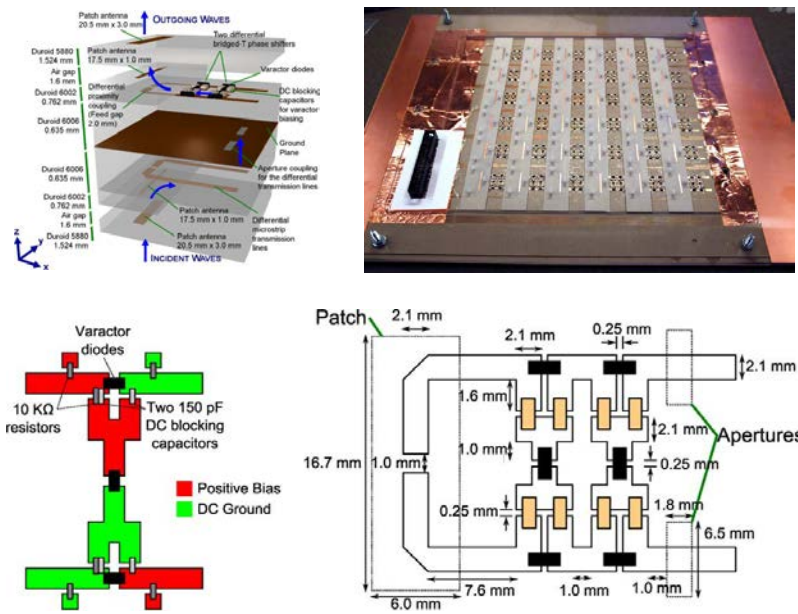 OUTGOING WAVES
Patch antenna
20.5 mm x 3.0 mm
Two differential
bridged-T phase shifters
Varactor diodes
Duroid 5880
1.524 mm
Patch antenna
17.5 mm x 1.0 mm
Air gap
1.6 mm
Differential
proximity
coupling (Feed gap
2.0 mm)
DC blocking
capacitors
for varactor
biasing
Duroid 6002
0.762 mm
Duroid 6006
0.635 mm
Ground
Plane
Aperture coupling
for the differential
transmission lines
Duroid 6006
0.635 mm
Duroid 6002
0.762 mm
Air gap
1.6 mm
Duroid 5880
1.524 mm
Patch antenna
17.5 mm x 1.0 mm
Patch antenna
20.5 mm x 3.0 mm
Differential
microstrip
transmission
lines
z
y
x
INCIDENT WAVES
Varactor
diodes
10 KΩ
resistors
Two 150 pF
DC blocking
capacitors
Positive Bias
DC Ground
Patch
2.1 mm
2.1 mm
0.25 mm
2.1 mm
1.6 mm
2.1 mm
Apertures
1.0 mm
16.7 mm
1.0 mm
0.25 mm
0.25 mm
1.8 mm
6.5 mm
7.6 mm
1.0 mm
1.0 mm
6.0 mm